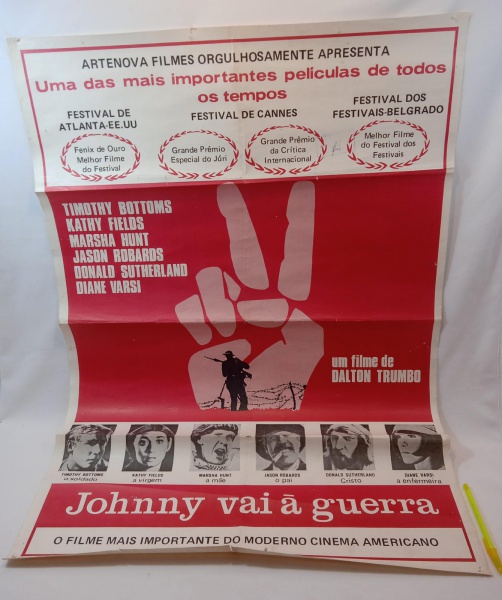 ARTENOVA FILMES ORGULHOSAMENTE APRESENTA
Uma das mais importantes películas de todos
os tempos
FESTIVAL DE
ATLANTA-EE.UU
Fenix de Ouro
Melhor Filme
do Festival
FESTIVAL DE CANNES
Grande Prêmio
Especial do Júri
Grande Prêmio
da Crítica
Internacional
FESTIVAL DOS
FESTIVAIS-BELGRADO
Melhor Filme
do Festival dos
Festivais
TIMOTHY BOTTOMS
KATHY FIELDS
MARSHA HUNT
JASON ROBARDS
DONALD SUTHERLAND
DIANE VARSI
um filme de
DALTON TRUMBO
TIMOTHY BOTTOMS
o soldado
KATHY FIELDS
a virgem
MARSHA HUNT
a mãe
JASON ROBARDS
o pai
DONALD SUTHERLAND
Cristo
DIANE VARSI
a enfermeira
Johnny vai à guerra
O FILME MAIS IMPORTANTE DO MODERNO CINEMA AMERICANO